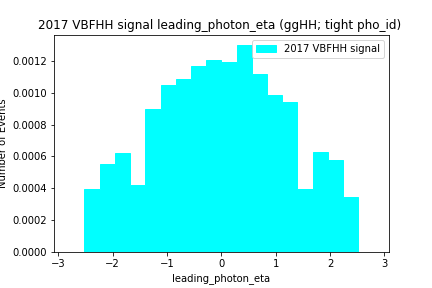 2017 VBFHH signal leading_photon_eta (ggHH; tight pho_id)
2017 VBFHH signal
Number of Events
0.0012
0.0010
0.0008
0.0006
0.0004
0.0002
0.0000
−3 −2 −1 0 1 2 3
leading_photon_eta